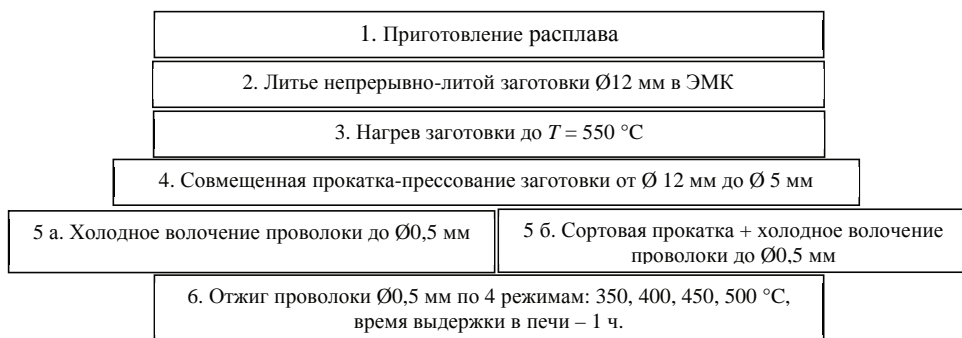 1. Приготовление расплава
2. Литье непрерывно-литой заготовки Ø12 мм в ЭМК
3. Нагрев заготовки до T = 550 °C
4. Совмещенная прокатка-прессование заготовки от Ø 12 мм до Ø 5 мм
5 а. Холодное волочение проволоки до Ø0,5 мм
5 б. Сортовая прокатка + холодное волочение
проволоки до Ø0,5 мм
6. Отжиг проволоки Ø0,5 мм по 4 режимам: 350, 400, 450, 500 °C,
время выдержки в печи – 1 ч.